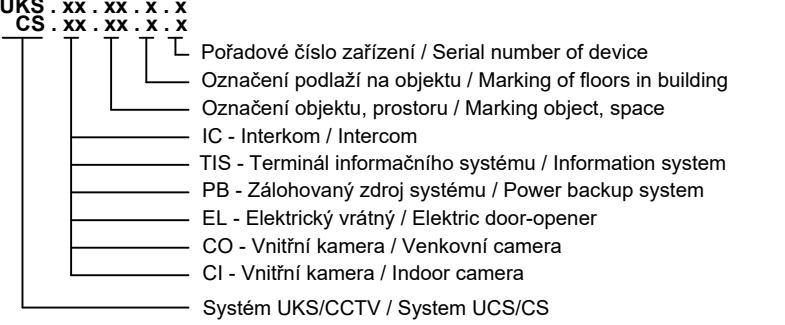 UKS . xx . xx . x . x
CS . xx . xx . x . x
Pořadové číslo zařízení / Serial number of device
Označení podlaží na objektu / Marking of floors in building
Označení objektu, prostoru / Marking object, space
IC - Interkom / Intercom
TIS - Terminál informačního systému / Information system
PB - Zálohovaný zdroj systému / Power backup system
EL - Elektrický vrátný / Elektric door-opener
CO - Vnitřní kamera / Venkovní camera
CI - Vnitřní kamera / Indoor camera
Systém UKS/CCTV / System UCS/CS